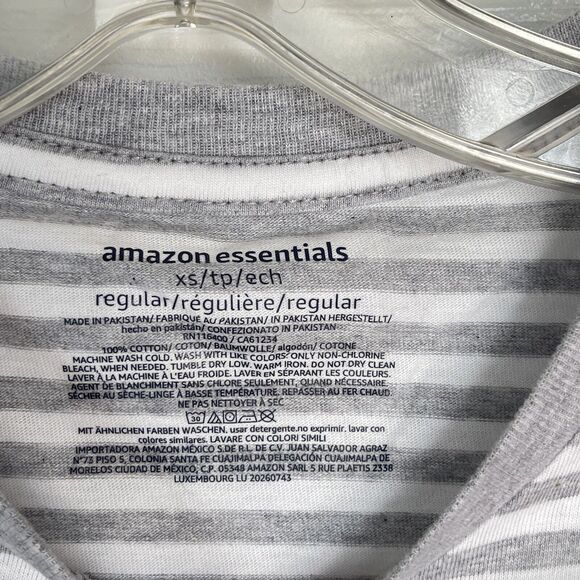 amazon essentials
xs/tp/ech
regular/régulière/regular
MADE IN PAKISTAN/ FABRIQUÉ AU PAKISTAN/ IN PAKISTAN HERGESTELLT/
hecho en pakistán/ CONFEZIONATO IN PAKISTAN
RN116400 / CA61234
100% COTTON/ COTON/ BAUMWOLLE/ algodón/ COTONE
MACHINE WASH COLD. WASH WITH LIKE COLORS. ONLY NON-CHLORINE
BLEACH, WHEN NEEDED. TUMBLE DRY LOW. WARM IRON. DO NOT DRY CLEAN
LAVER À LA MACHINE À L'EAU FROIDE. LAVER EN SÉPARANT LES COULEURS.
AGENT DE BLANCHIMENT SANS CHLORE SEULEMENT, QUAND NÉCESSAIRE.
SÉCHER AU SÈCHE-LINGE À BASSE TEMPÉRATURE. REPASSER AU FER CHAUD.
NE PAS NETTOYER À SEC
30
MIT ÄHNLICHEN FARBEN WASCHEN. usar detergente.no exprimir. lavar con
colores similares. LAVARE CON COLORI SIMILI
IMPORTADORA AMAZON MÉXICO S.DE R.L. DE C.V. JUAN SALVADOR AGRAZ
N°73 PISO 5, COLONIA SANTA FE CUAJIMALPA DELEGACIÓN CUAJIMALPA DE
MORELOS CIUDAD DE MÉXICO, C.P. 05348 AMAZON SARL 5 RUE PLAETIS 2338
LUXEMBOURG LU 20260743